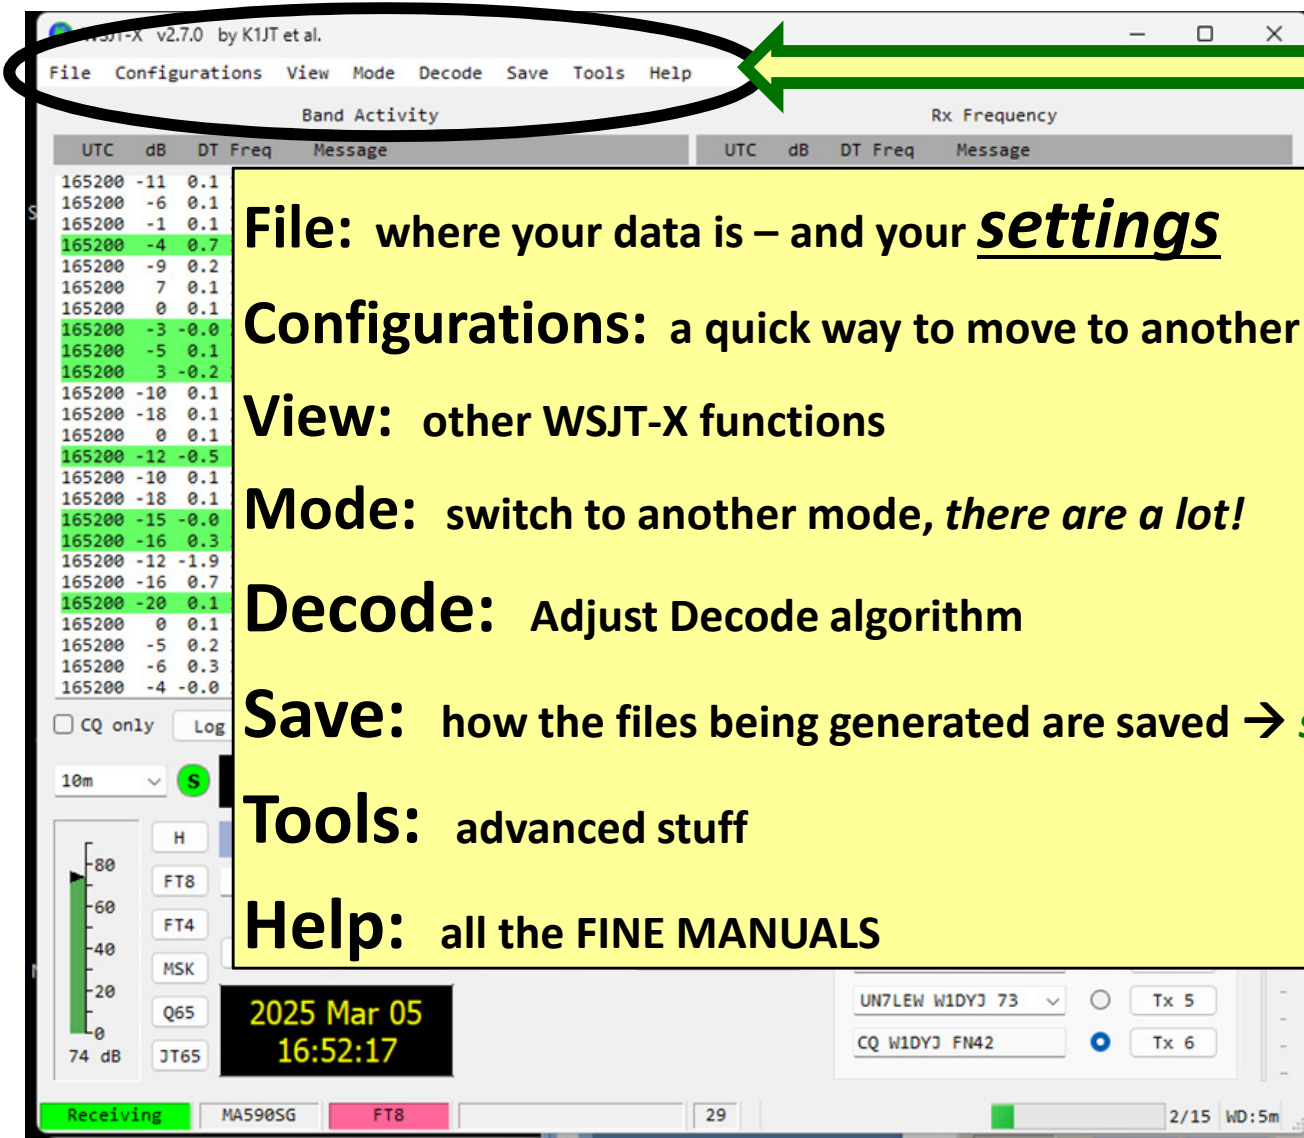 WSJT-X v2.7.0 by K1JT et al.
File Configurations View Mode Decode Save Tools Help
Band Activity
Rx Frequency
UTC dB DT Freq Message
UTC dB DT Freq Message
165200 -11 0.1
165200 -6 0.1
165200 -1 0.1
165200 -4 0.7
165200 -9 0.2
165200 7 0.1
165200 0 0.1
165200 -3 -0.0
165200 -5 0.1
165200 3 -0.2
165200 -10 0.1
165200 -18 0.1
165200 0 0.1
165200 -12 -0.5
165200 -10 0.1
165200 -18 0.1
165200 -15 -0.0
165200 -16 0.3
165200 -12 -1.9
165200 -16 0.7
165200 -20 0.1
165200 0 0.1
165200 -5 0.2
165200 -6 0.3
165200 -4 -0.0
File: where your data is – and your settings
Configurations: a quick way to move to another
View: other WSJT-X functions
Mode: switch to another mode, there are a lot!
Decode: Adjust Decode algorithm
Save: how the files being generated are saved →
Tools: advanced stuff
Help: all the FINE MANUALS
CQ only Log
10m S
H
FT8
FT4
MSK
Q65
JT65
80
60
40
20
0
74 dB
2025 Mar 05
16:52:17
UN7LEW W1DYJ 73 Tx 5
CQ W1DYJ FN42 Tx 6
Receiving MA590SG FT8 29 2/15 WD:5m